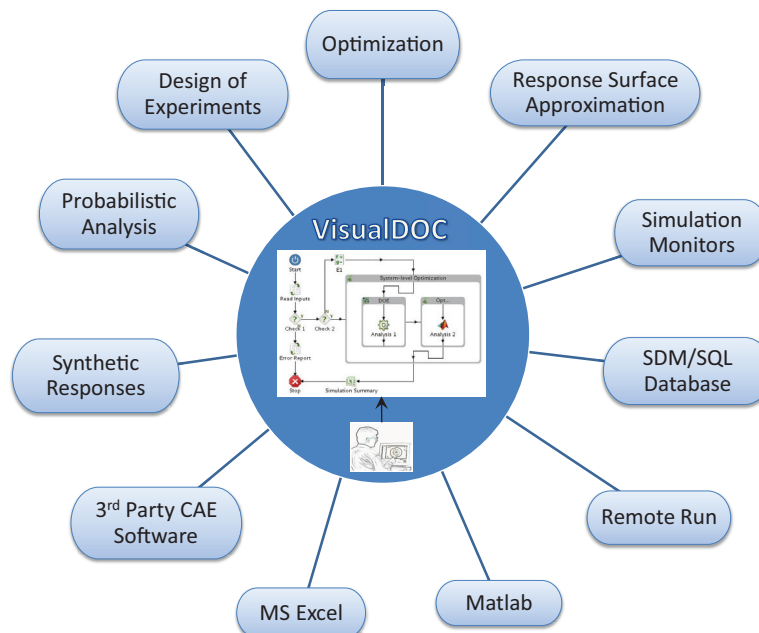 Optimization
Design of
Experiments
Response Surface
Approximation
Probabilistic
Analysis
Simulation
Monitors
VisualDOC
Start
E1
System-level Optimization
Read Inputs
DOE
Opt...
Check 1
Y
N
Check 2
Y
Analysis 1
Analysis 2
Error Report
Stop
Simulation Summary
Synthetic
Responses
SDM/SQL
Database
3rd Party CAE
Software
Remote Run
MS Excel
Matlab